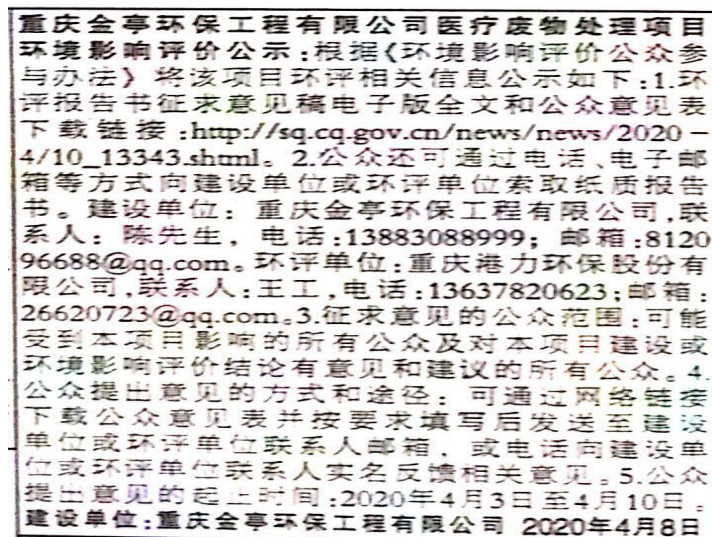 重庆金亭环保工程有限公司医疗废物处理项目
环境影响评价公示:根据《环境影响评价公众参
与办法》将该项目环评相关信息公示如下:1.环
评报告书征求意见稿电子版全文和公众意见表
下载链接:http://sq.cq.gov.cn/news/news/2020-
4/10_13343.shtml。2.公众还可通过电话、电子邮
箱等方式向建设单位或环评单位索取纸质报告
书。建设单位:重庆金亭环保工程有限公司,联
系人:陈先生,电话:13883088999;邮箱:8120
96688@qq.com。环评单位:重庆港力环保股份有
限公司,联系人:王工,电话:13637820623;邮箱:
26620723@qq.com。3.征求意见的公众范围:可能
受到本项目影响的所有公众及对本项目建设或
环境影响评价结论有意见和建议的所有公众。4.
公众提出意见的方式和途径:可通过网络链接
下载公众意见表并按要求填写后发送至建设
单位或环评单位联系人邮箱,或电话向建设单
位或环评单位联系人实名反馈相关意见。5.公众
提出意见的起止时间:2020年4月3日至4月10日。
建设单位:重庆金亭环保工程有限公司 2020年4月8日